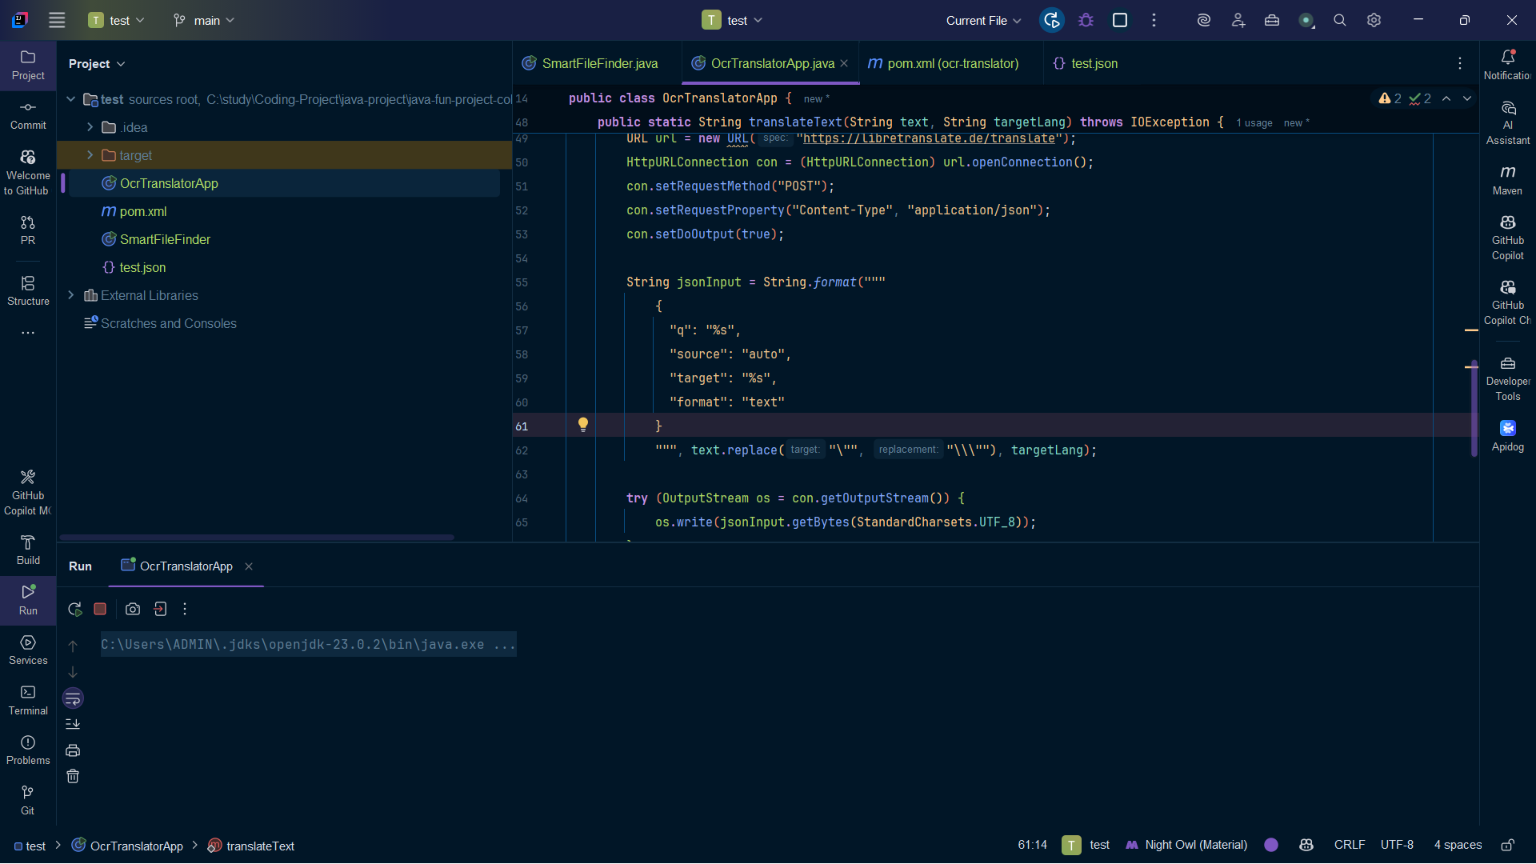 T test main T test Current File
Project
Project
SmartFileFinder.java OcrTranslatorApp.java m pom.xml (ocr-translator) {} test.json
Notification
Commit
Welcome
to GitHub
PR
Structure
test sources root, C:\study\Coding-Project\java-project\java-fun-project-col
.idea
target
OcrTranslatorApp
m pom.xml
SmartFileFinder
{} test.json
External Libraries
Scratches and Consoles
14 public class OcrTranslatorApp { new *
2 2
48 public static String translateText(String text, String targetLang) throws IOException { 1 usage new *
49 URL url = new URL( spec: "https://libretranslate.de/translate");
50 HttpURLConnection con = (HttpURLConnection) url.openConnection();
51 con.setRequestMethod("POST");
52 con.setRequestProperty("Content-Type", "application/json");
53 con.setDoOutput(true);
54
55 String jsonInput = String.format("""
56 {
57 "q": "%s",
58 "source": "auto",
59 "target": "%s",
60 "format": "text"
61 }
62 """, text.replace( target: "\"", replacement: "\\\""), targetLang);
63
64 try (OutputStream os = con.getOutputStream()) {
65 os.write(jsonInput.getBytes(StandardCharsets.UTF_8));
AI
Assistant
m
Maven
GitHub
Copilot
GitHub
Copilot Ch
Developer
Tools
Apidog
GitHub
Copilot MC
Build
Run
Services
Terminal
Problems
Git
Run OcrTranslatorApp
C:\Users\ADMIN\.jdks\openjdk-23.0.2\bin\java.exe ...
test > OcrTranslatorApp > m translateText
61:14 T test Night Owl (Material) CRLF UTF-8 4 spaces